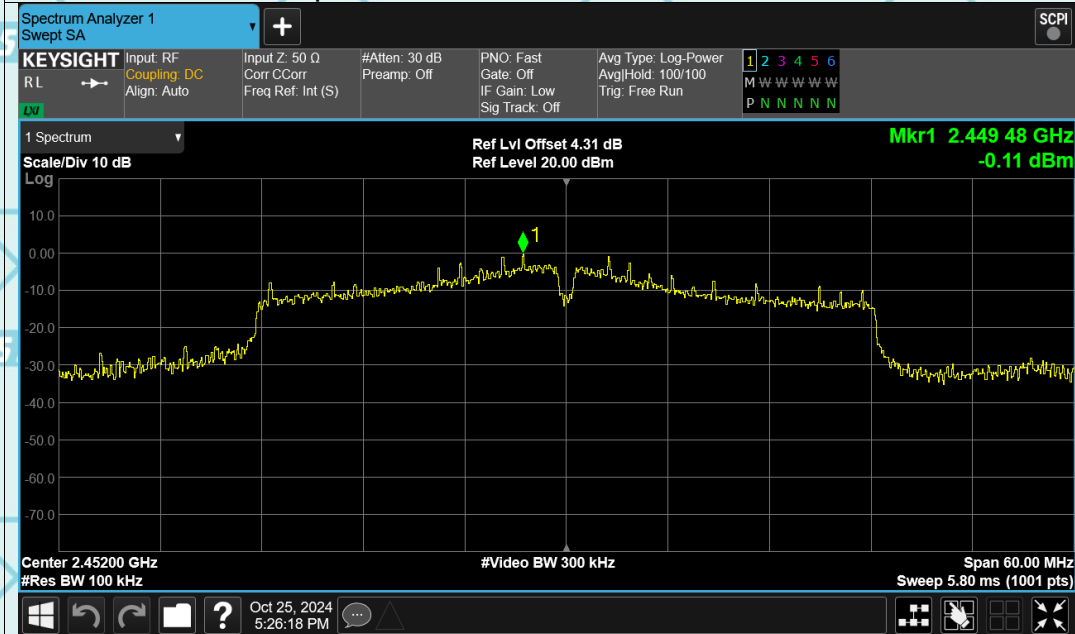 Spectrum Analyzer 1
Swept SA
+
SCPI
KEYSIGHT
RL
LXI
Input: RF
Coupling: DC
Align: Auto
Input Z: 50 Ω
Corr CCorr
Freq Ref: Int (S)
#Atten: 30 dB
Preamp: Off
PNO: Fast
Gate: Off
IF Gain: Low
Sig Track: Off
Avg Type: Log-Power
Avg|Hold: 100/100
Trig: Free Run
1 2 3 4 5 6
M W W W W W
P N N N N N
1 Spectrum
Scale/Div 10 dB
Ref Lvl Offset 4.31 dB
Ref Level 20.00 dBm
Mkr1 2.449 48 GHz
-0.11 dBm
Log
1
10.0
0.00
-10.0
-20.0
-30.0
-40.0
-50.0
-60.0
-70.0
Center 2.45200 GHz
#Video BW 300 kHz
Span 60.00 MHz
#Res BW 100 kHz
Sweep 5.80 ms (1001 pts)
?
Oct 25, 2024
5:26:18 PM